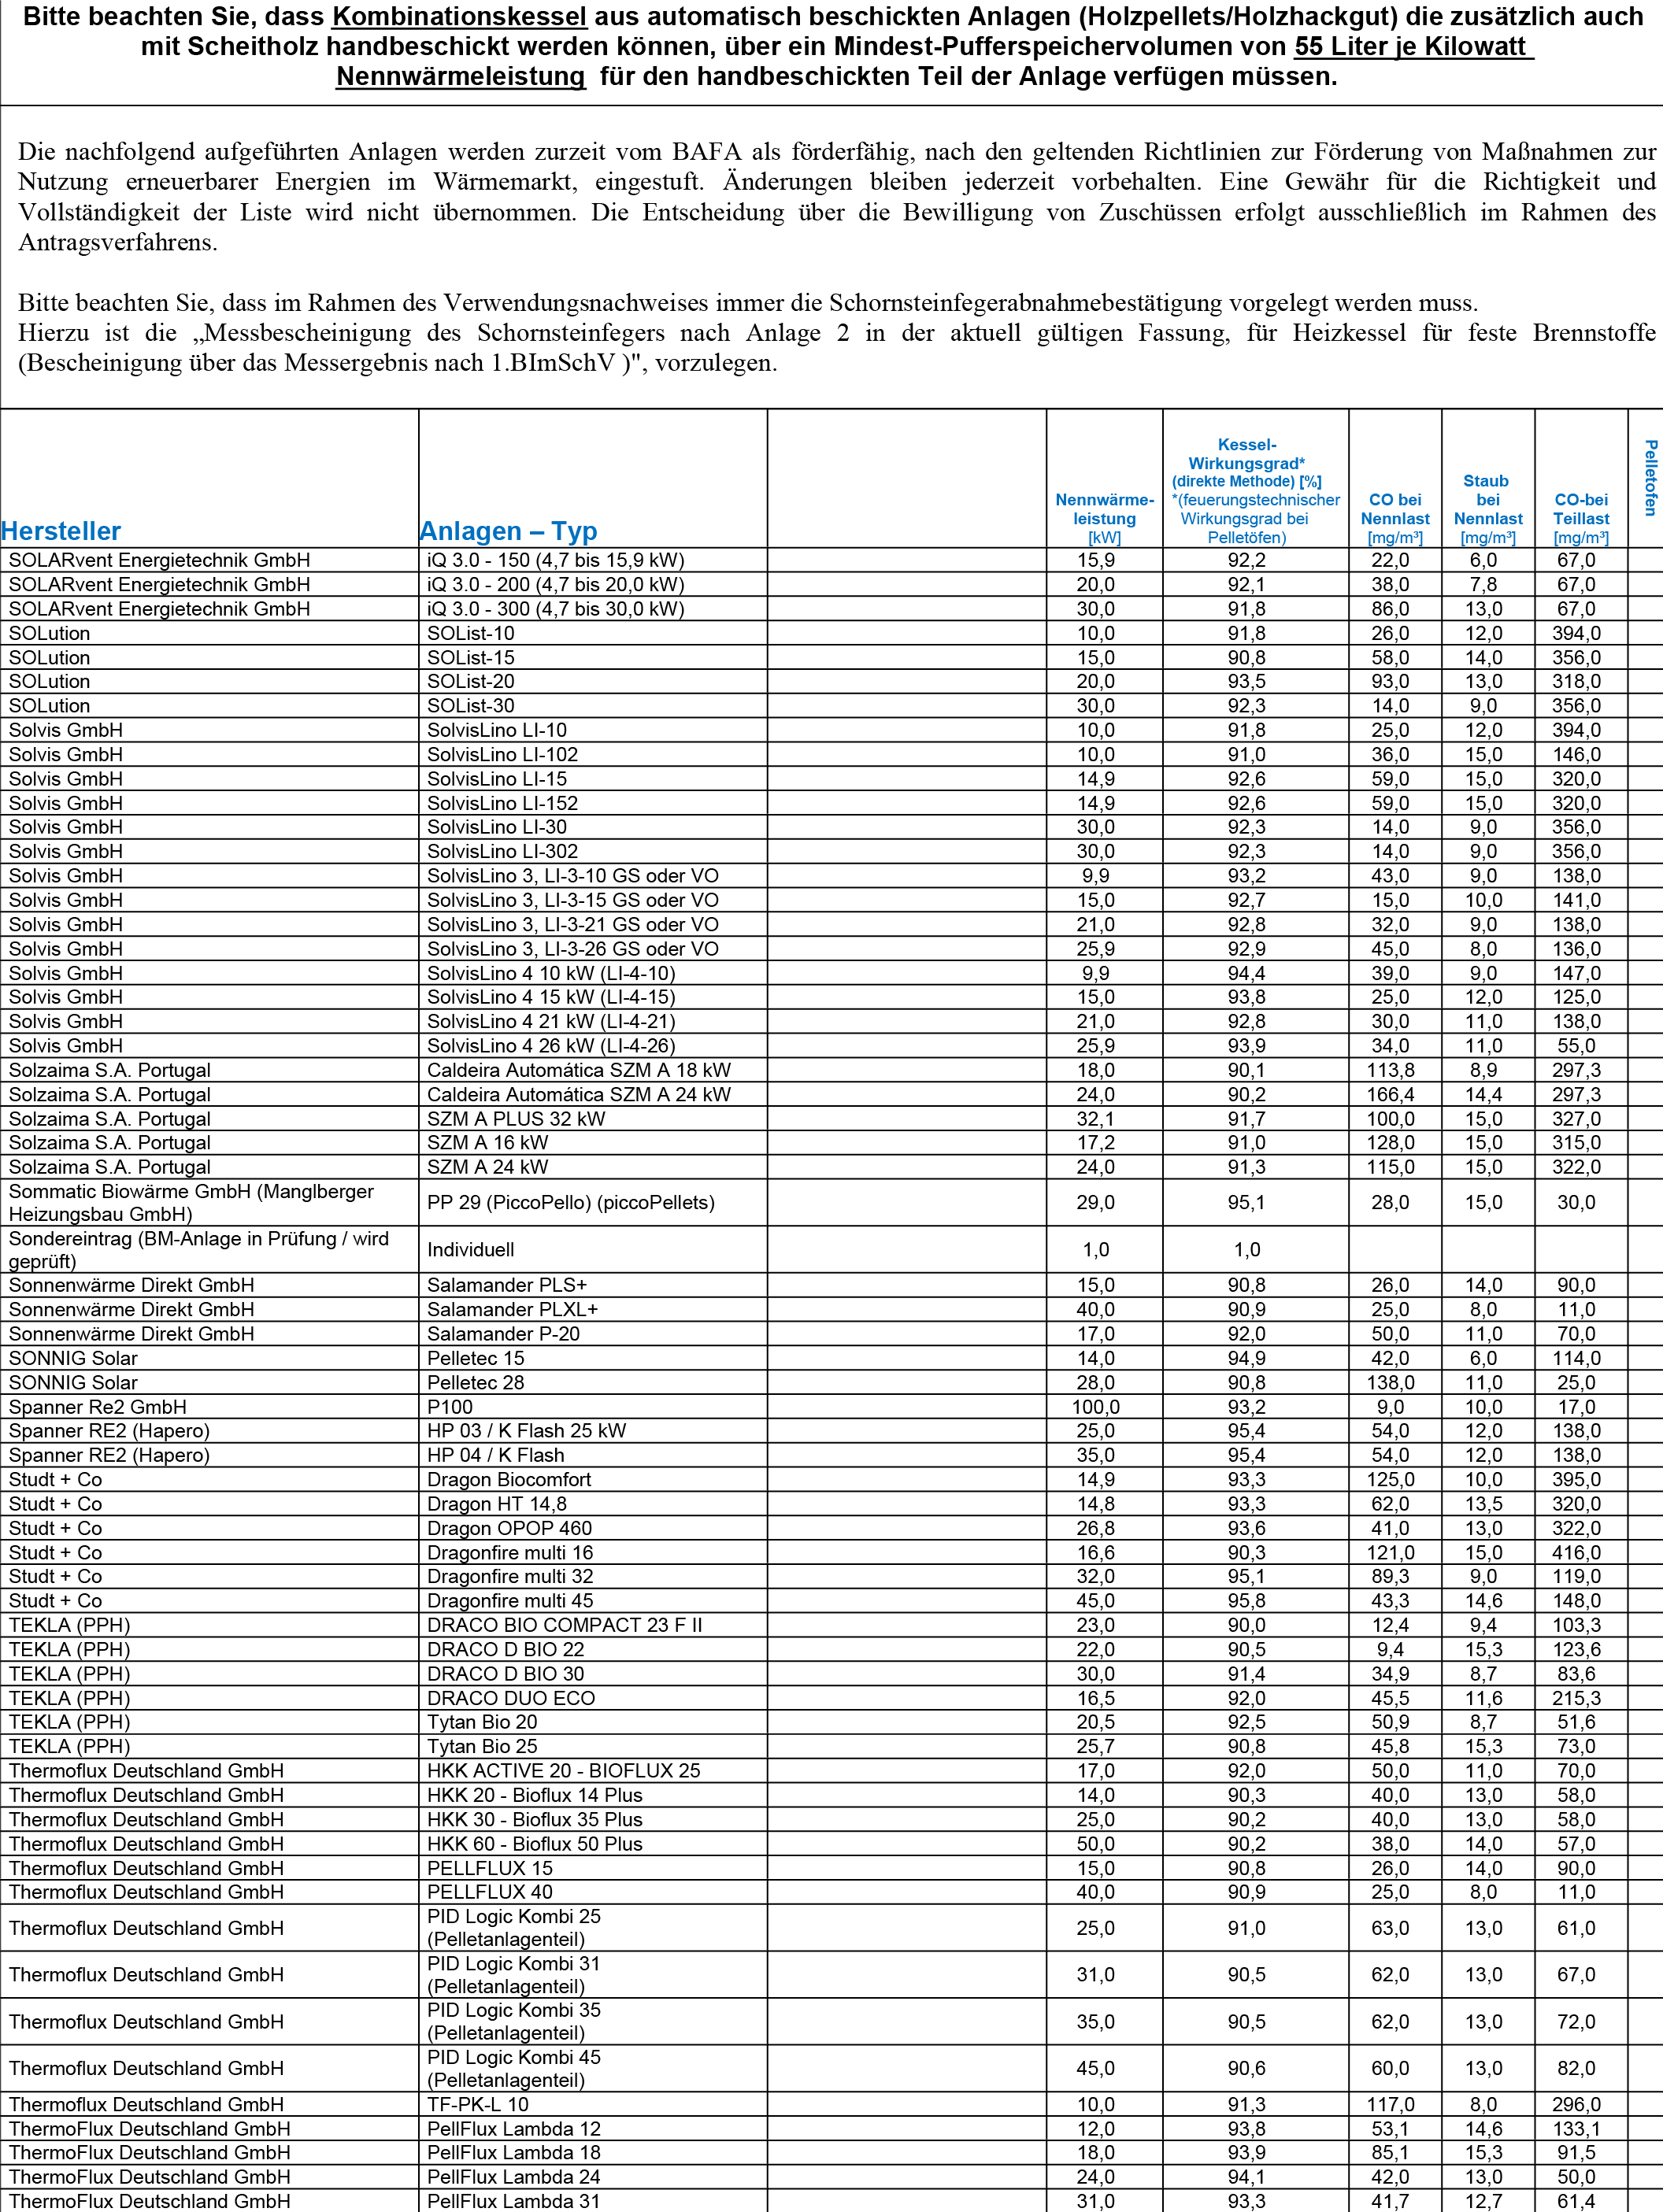 Bitte beachten Sie, dass Kombinationskessel aus automatisch beschickten Anlagen (Holzpellets/Holzhackgut) die zusätzlich auch
mit Scheitholz handbeschickt werden können, über ein Mindest-Pufferspeichervolumen von 55 Liter je Kilowatt
Nennwärmeleistung für den handbeschickten Teil der Anlage verfügen müssen.
Die nachfolgend aufgeführten Anlagen werden zurzeit vom BAFA als förderfähig, nach den geltenden Richtlinien zur Förderung von Maßnahmen zur
Nutzung erneuerbarer Energien im Wärmemarkt, eingestuft. Änderungen bleiben jederzeit vorbehalten. Eine Gewähr für die Richtigkeit und
Vollständigkeit der Liste wird nicht übernommen. Die Entscheidung über die Bewilligung von Zuschüssen erfolgt ausschließlich im Rahmen des
Antragsverfahrens.
Bitte beachten Sie, dass im Rahmen des Verwendungsnachweises immer die Schornsteinfegerabnahmebestätigung vorgelegt werden muss.
Hierzu ist die „Messbescheinigung des Schornsteinfegers nach Anlage 2 in der aktuell gültigen Fassung, für Heizkessel für feste Brennstoffe
(Bescheinigung über das Messergebnis nach 1.BImSchV )", vorzulegen.
Hersteller
Anlagen – Typ
Nennwärme-
leistung
[kW]
Kessel-
Wirkungsgrad*
(direkte Methode) [%]
*(feuerungstechnischer
Wirkungsgrad bei
Pelletöfen)
CO bei
Nennlast
[mg/m³]
Staub
bei
Nennlast
[mg/m³]
CO-bei
Teillast
[mg/m³]
Pelletofen
SOLARvent Energietechnik GmbH iQ 3.0 - 150 (4,7 bis 15,9 kW) 15,9 92,2 22,0 6,0 67,0
SOLARvent Energietechnik GmbH iQ 3.0 - 200 (4,7 bis 20,0 kW) 20,0 92,1 38,0 7,8 67,0
SOLARvent Energietechnik GmbH iQ 3.0 - 300 (4,7 bis 30,0 kW) 30,0 91,8 86,0 13,0 67,0
SOLution SOList-10 10,0 91,8 26,0 12,0 394,0
SOLution SOList-15 15,0 90,8 58,0 14,0 356,0
SOLution SOList-20 20,0 93,5 93,0 13,0 318,0
SOLution SOList-30 30,0 92,3 14,0 9,0 356,0
Solvis GmbH SolvisLino LI-10 10,0 91,8 25,0 12,0 394,0
Solvis GmbH SolvisLino LI-102 10,0 91,0 36,0 15,0 146,0
Solvis GmbH SolvisLino LI-15 14,9 92,6 59,0 15,0 320,0
Solvis GmbH SolvisLino LI-152 14,9 92,6 59,0 15,0 320,0
Solvis GmbH SolvisLino LI-30 30,0 92,3 14,0 9,0 356,0
Solvis GmbH SolvisLino LI-302 30,0 92,3 14,0 9,0 356,0
Solvis GmbH SolvisLino 3, LI-3-10 GS oder VO 9,9 93,2 43,0 9,0 138,0
Solvis GmbH SolvisLino 3, LI-3-15 GS oder VO 15,0 92,7 15,0 10,0 141,0
Solvis GmbH SolvisLino 3, LI-3-21 GS oder VO 21,0 92,8 32,0 9,0 138,0
Solvis GmbH SolvisLino 3, LI-3-26 GS oder VO 25,9 92,9 45,0 8,0 136,0
Solvis GmbH SolvisLino 4 10 kW (LI-4-10) 9,9 94,4 39,0 9,0 147,0
Solvis GmbH SolvisLino 4 15 kW (LI-4-15) 15,0 93,8 25,0 12,0 125,0
Solvis GmbH SolvisLino 4 21 kW (LI-4-21) 21,0 92,8 30,0 11,0 138,0
Solvis GmbH SolvisLino 4 26 kW (LI-4-26) 25,9 93,9 34,0 11,0 55,0
Solzaima S.A. Portugal Caldeira Automática SZM A 18 kW 18,0 90,1 113,8 8,9 297,3
Solzaima S.A. Portugal Caldeira Automática SZM A 24 kW 24,0 90,2 166,4 14,4 297,3
Solzaima S.A. Portugal SZM A PLUS 32 kW 32,1 91,7 100,0 15,0 327,0
Solzaima S.A. Portugal SZM A 16 kW 17,2 91,0 128,0 15,0 315,0
Solzaima S.A. Portugal SZM A 24 kW 24,0 91,3 115,0 15,0 322,0
Sommatic Biowärme GmbH (Manglberger
Heizungsbau GmbH) PP 29 (PiccoPello) (piccoPellets) 29,0 95,1 28,0 15,0 30,0
Sondereintrag (BM-Anlage in Prüfung / wird
geprüft) Individuell 1,0 1,0
Sonnenwärme Direkt GmbH Salamander PLS+ 15,0 90,8 26,0 14,0 90,0
Sonnenwärme Direkt GmbH Salamander PLXL+ 40,0 90,9 25,0 8,0 11,0
Sonnenwärme Direkt GmbH Salamander P-20 17,0 92,0 50,0 11,0 70,0
SONNIG Solar Pelletec 15 14,0 94,9 42,0 6,0 114,0
SONNIG Solar Pelletec 28 28,0 90,8 138,0 11,0 25,0
Spanner Re2 GmbH P100 100,0 93,2 9,0 10,0 17,0
Spanner RE2 (Hapero) HP 03 / K Flash 25 kW 25,0 95,4 54,0 12,0 138,0
Spanner RE2 (Hapero) HP 04 / K Flash 35,0 95,4 54,0 12,0 138,0
Studt + Co Dragon Biocomfort 14,9 93,3 125,0 10,0 395,0
Studt + Co Dragon HT 14,8 14,8 93,3 62,0 13,5 320,0
Studt + Co Dragon OPOP 460 26,8 93,6 41,0 13,0 322,0
Studt + Co Dragonfire multi 16 16,6 90,3 121,0 15,0 416,0
Studt + Co Dragonfire multi 32 32,0 95,1 89,3 9,0 119,0
Studt + Co Dragonfire multi 45 45,0 95,8 43,3 14,6 148,0
TEKLA (PPH) DRACO BIO COMPACT 23 F II 23,0 90,0 12,4 9,4 103,3
TEKLA (PPH) DRACO D BIO 22 22,0 90,5 9,4 15,3 123,6
TEKLA (PPH) DRACO D BIO 30 30,0 91,4 34,9 8,7 83,6
TEKLA (PPH) DRACO DUO ECO 16,5 92,0 45,5 11,6 215,3
TEKLA (PPH) Tytan Bio 20 20,5 92,5 50,9 8,7 51,6
TEKLA (PPH) Tytan Bio 25 25,7 90,8 45,8 15,3 73,0
Thermoflux Deutschland GmbH HKK ACTIVE 20 - BIOFLUX 25 17,0 92,0 50,0 11,0 70,0
Thermoflux Deutschland GmbH HKK 20 - Bioflux 14 Plus 14,0 90,3 40,0 13,0 58,0
Thermoflux Deutschland GmbH HKK 30 - Bioflux 35 Plus 25,0 90,2 40,0 13,0 58,0
Thermoflux Deutschland GmbH HKK 60 - Bioflux 50 Plus 50,0 90,2 38,0 14,0 57,0
Thermoflux Deutschland GmbH PELLFLUX 15 15,0 90,8 26,0 14,0 90,0
Thermoflux Deutschland GmbH PELLFLUX 40 40,0 90,9 25,0 8,0 11,0
Thermoflux Deutschland GmbH PID Logic Kombi 25
(Pelletanlagenteil) 25,0 91,0 63,0 13,0 61,0
Thermoflux Deutschland GmbH PID Logic Kombi 31
(Pelletanlagenteil) 31,0 90,5 62,0 13,0 67,0
Thermoflux Deutschland GmbH PID Logic Kombi 35
(Pelletanlagenteil) 35,0 90,5 62,0 13,0 72,0
Thermoflux Deutschland GmbH PID Logic Kombi 45
(Pelletanlagenteil) 45,0 90,6 60,0 13,0 82,0
Thermoflux Deutschland GmbH TF-PK-L 10 10,0 91,3 117,0 8,0 296,0
ThermoFlux Deutschland GmbH PellFlux Lambda 12 12,0 93,8 53,1 14,6 133,1
ThermoFlux Deutschland GmbH PellFlux Lambda 18 18,0 93,9 85,1 15,3 91,5
ThermoFlux Deutschland GmbH PellFlux Lambda 24 24,0 94,1 42,0 13,0 50,0
ThermoFlux Deutschland GmbH PellFlux Lambda 31 31,0 93,3 41,7 12,7 61,4